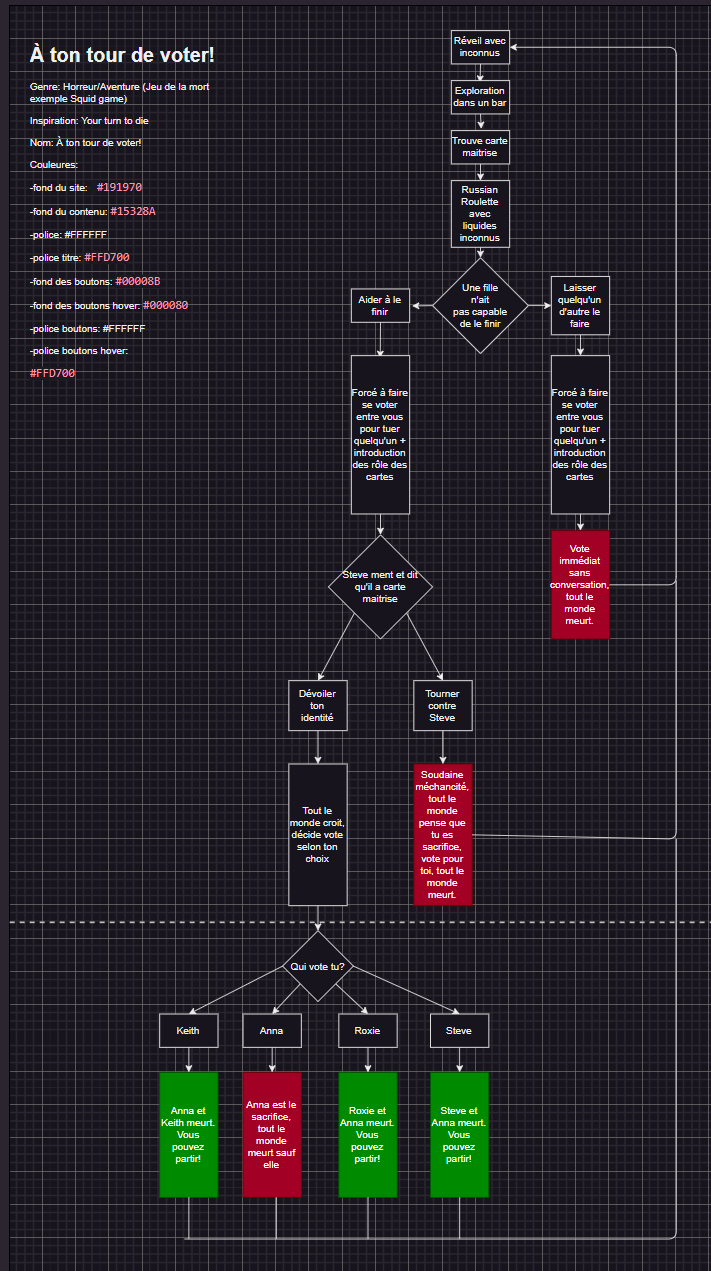 À ton tour de voter!
Genre: Horreur/Aventure (Jeu de la mort
exemple Squid game)
Inspiration: Your turn to die
Nom: À ton tour de voter!
Couleures:
-fond du site: #191970
-fond du contenu: #15328A
-police: #FFFFFF
-police titre: #FFD700
-fond des boutons: #00008B
-fond des boutons hover: #000080
-police boutons: #FFFFFF
-police boutons hover:
#FFD700
Réveil avec
inconnus
Exploration
dans un bar
Trouve carte
maitrise
Russian
Roulette
avec
liquides
inconnus
Une fille
n'ait
pas capable
de le finir
Aider à le
finir
Laisser
quelqu'un
d'autre le
faire
Forcé à faire
se voter
entre vous
pour tuer
quelqu'un +
introduction
des rôle des
cartes
Forcé à faire
se voter
entre vous
pour tuer
quelqu'un +
introduction
des rôle des
cartes
Vote
immédiat
sans
conversation,
tout le
monde
meurt.
Steve ment et dit
qu'il a carte
maitrise
Dévoiler
ton
identité
Tourner
contre
Steve
Tout le
monde croit,
décide vote
selon ton
choix
Soudaine
méchancité,
tout le
monde
pense que
tu es
sacrifice,
vote pour
toi, tout le
monde
meurt.
Qui vote tu?
Keith
Anna
Roxie
Steve
Anna et
Keith meurt.
Vous
pouvez
partir!
Anna est le
sacrifice,
tout le
monde
meurt sauf
elle
Roxie et
Anna meurt.
Vous
pouvez
partir!
Steve et
Anna meurt.
Vous
pouvez
partir!